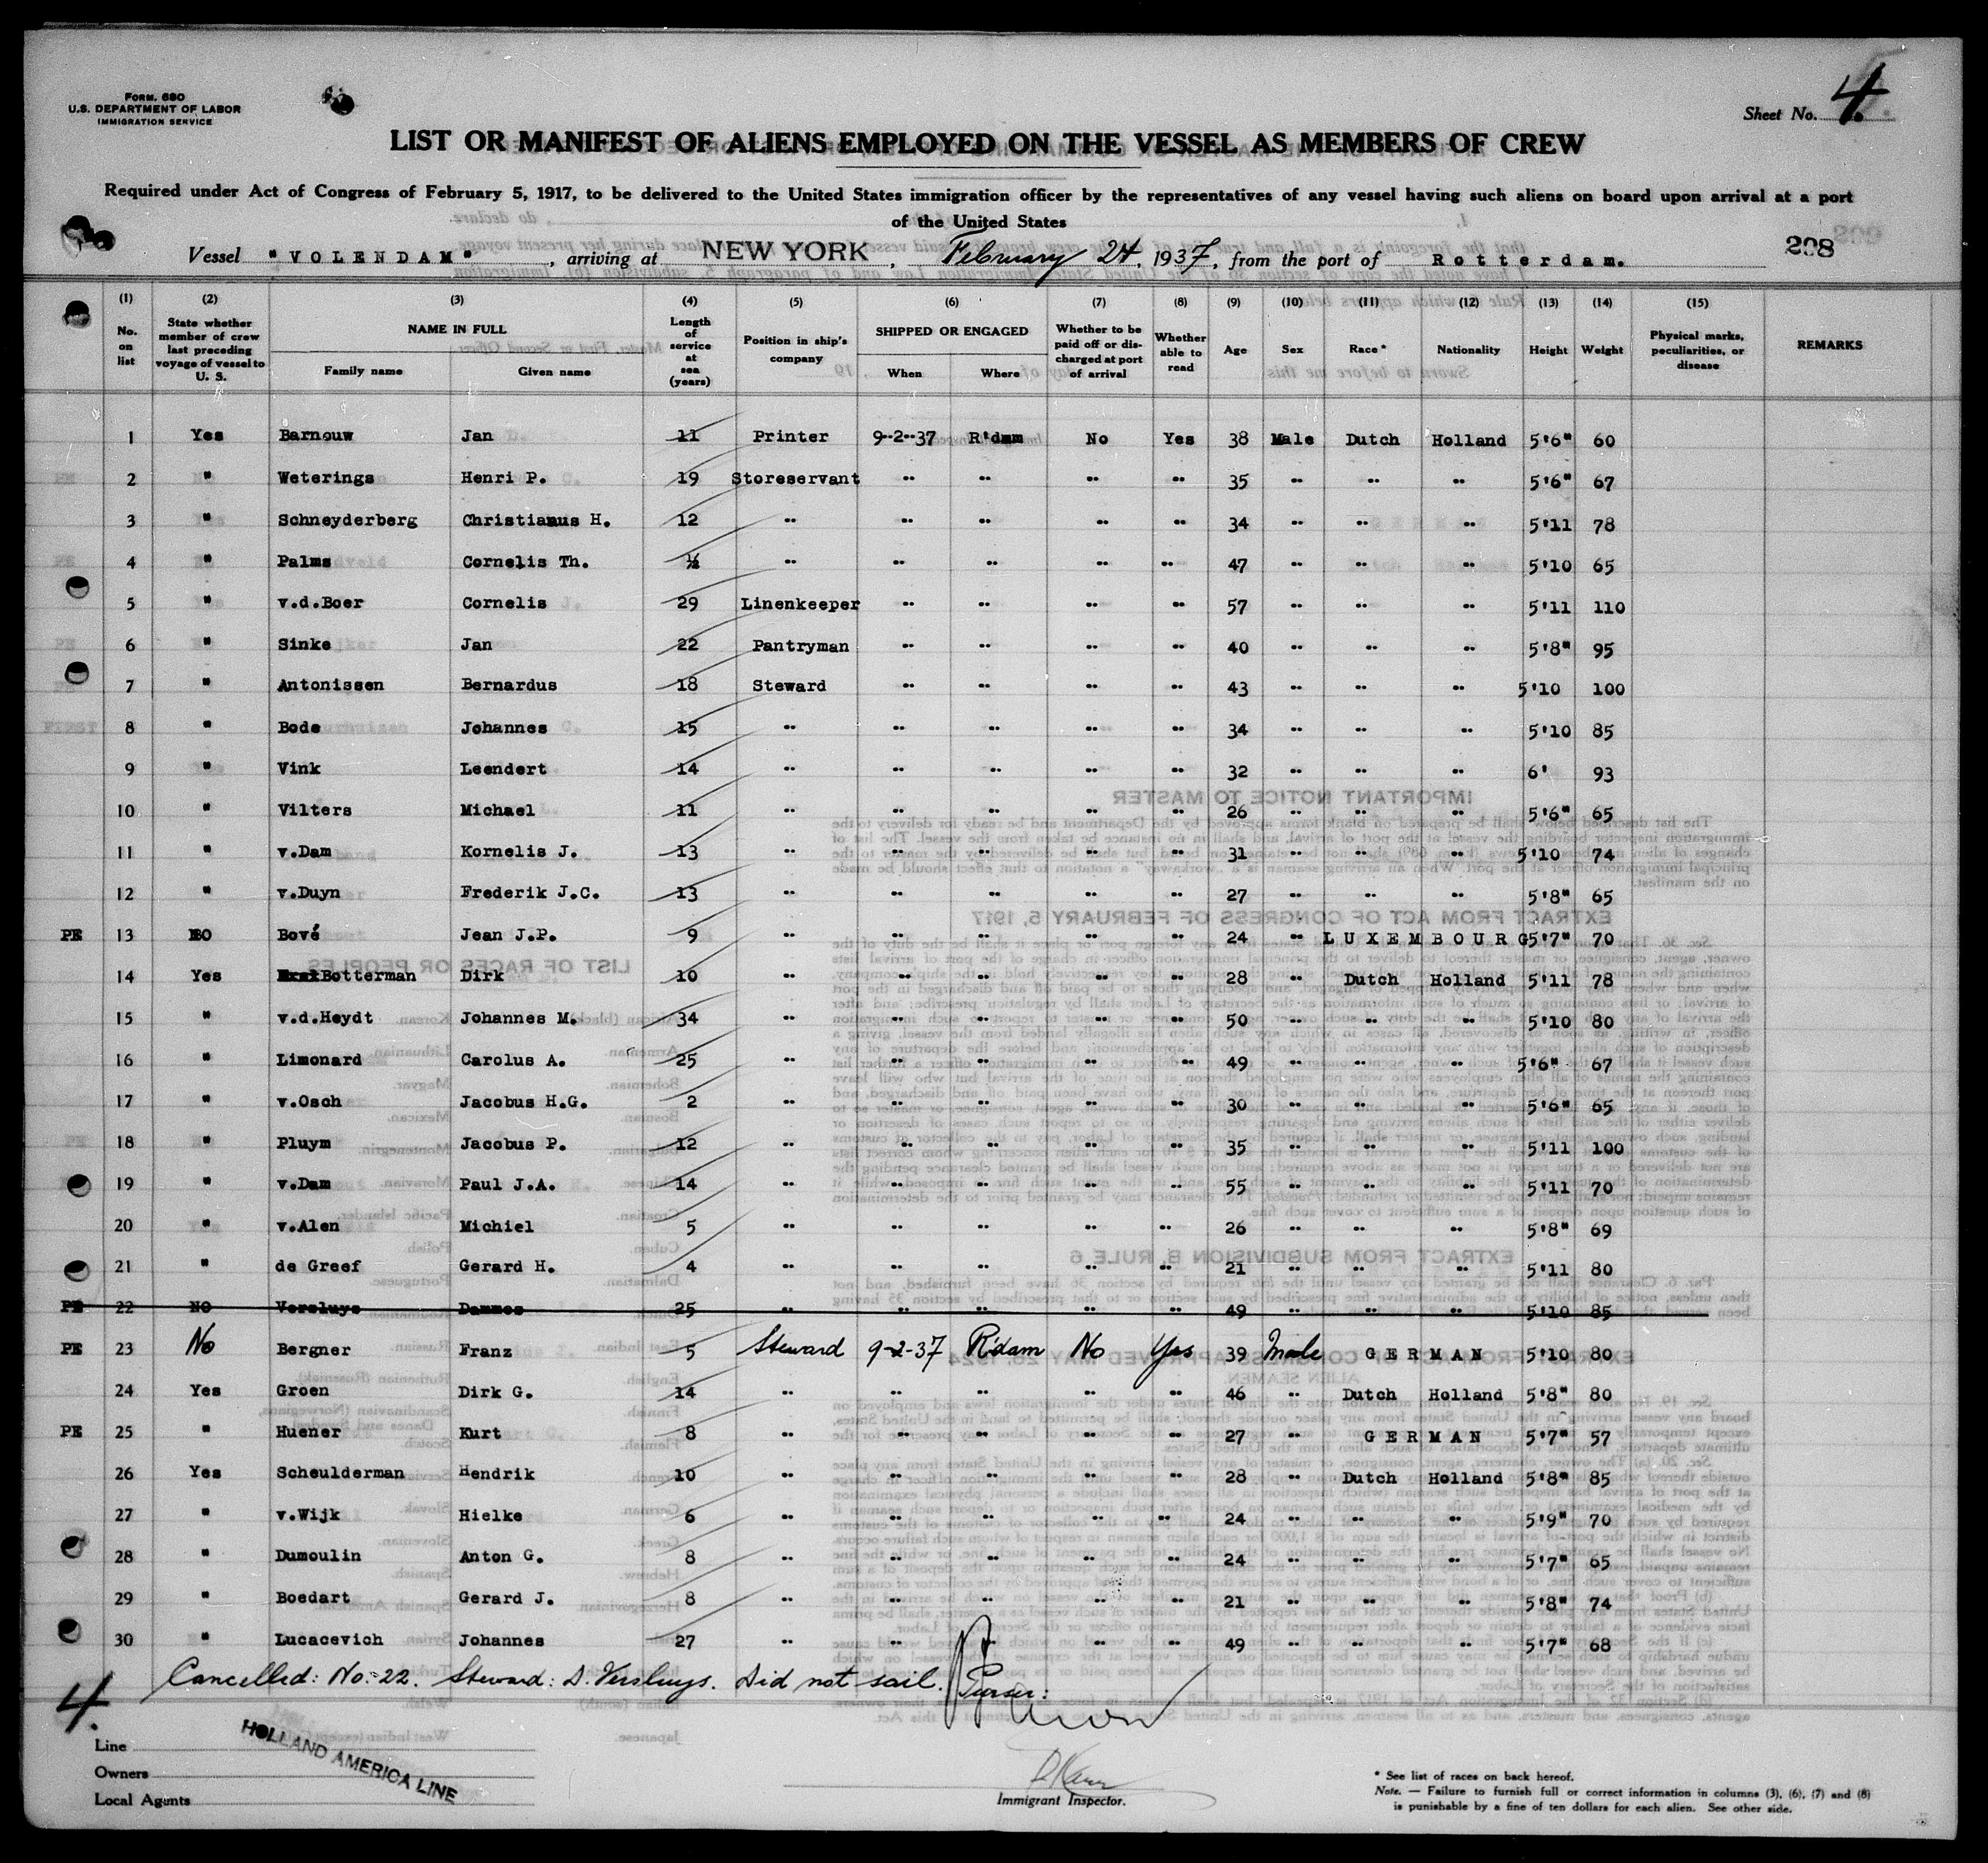 FORM. 680
U.S. DEPARTMENT OF LABOR
IMMIGRATION SERVICE
Sheet No. 4.
LIST OR MANIFEST OF ALIENS EMPLOYED ON THE VESSEL AS MEMBERS OF CREW
Required under Act of Congress of February 5, 1917, to be delivered to the United States immigration officer by the representatives of any vessel having such aliens on board upon arrival at a port
of the United States
208
Vessel "VOLENDAM", arriving at NEW YORK, February 24, 1937, from the port of Rotterdam.
(1) (2) (3) (4) (5) (6) (7) (8) (9) (10) (11) (12) (13) (14) (15)
No. on list State whether member of crew last preceding voyage of vessel to U. S. NAME IN FULL Family name Given name Length of service at sea (years) Position in ship's company SHIPPED OR ENGAGED When Where Whether to be paid off or discharged at port of arrival Whether able to read Age Sex Race* Nationality Height Weight Physical marks, peculiarities, or disease REMARKS
1 Yes Barnouw Jan 11 Printer 9-2-37 R'dam No Yes 38 Male Dutch Holland 5'6" 60
2 " Weterings Henri P. 19 Storeservant " " " " 35 " " " 5'6" 67
3 " Schneyderberg Christianus H. 12 " " " " " 34 " " " 5'11 78
4 " Palms Cornelis Th. ½ " " " " " 47 " " " 5'10 65
5 " v.d.Boer Cornelis 29 Linenkeeper " " " " 57 " " " 5'11 110
6 " Sinke Jan 22 Pantryman " " " " 40 " " " 5'8" 95
7 " Antonissen Bernardus 18 Steward " " " " 43 " " " 5'10 100
8 " Bode Johannes 15 " " " " " 34 " " " 5'10 85
9 " Vink Leendert 14 " " " " " 32 " " " 6' 93
10 " Vilters Michael 11 " " " " " 26 " " " 5'6" 65
11 " v.Dam Kornelis J. 13 " " " " " 31 " " " 5'10 74
12 " v.Duyn Frederik J.C. 13 " " " " " 27 " " " 5'8" 65
PE 13 NO Bové Jean J.P. 9 " " " " " 24 " LUXEMBOURG 5'7" 70
14 Yes Botterman Dirk 10 " " " " " 28 " Dutch Holland 5'11 78
15 " v.d.Heydt Johannes M. 34 " " " " " 50 " " " 5'10 80
16 " Limonard Carolus A. 25 " " " " " 49 " " " 5'6" 67
17 " v.Osch Jacobus H.G. 2 " " " " " 30 " " " 5'6" 65
18 " Pluym Jacobus P. 12 " " " " " 35 " " " 5'11 100
19 " v.Dam Paul J.A. 14 " " " " " 55 " " " 5'11 70
20 " v.Alen Michiel 5 " " " " " 26 " " " 5'8" 69
21 " de Greef Gerard H. 4 " " " " " 21 " " " 5'11 80
PE 22 NO Versluys Dammes 25 " " " " " 49 " " " 5'10 85
PE 23 No Bergner Franz 5 Steward 9-2-37 R'dam No Yes 39 Male GERMAN 5'10 80
24 Yes Groen Dirk G. 14 " " " " " 46 " Dutch Holland 5'8" 80
PE 25 " Huener Kurt 8 " " " " " 27 " GERMAN 5'7" 57
26 Yes Scheulderman Hendrik 10 " " " " " 28 " Dutch Holland 5'8" 85
27 " v.Wijk Hielke 6 " " " " " 24 " " " 5'9" 70
28 " Dumoulin Anton G. 8 " " " " " 24 " " " 5'7" 65
29 " Boedart Gerard J. 8 " " " " " 21 " " " 5'8" 74
30 " Lucacevich Johannes 27 " " " " " 49 " " " 5'7" 68
Cancelled: No: 22. Steward: D. Versluys. Did not sail. Purser:
4.
Line
Owners
Local Agents
HOLLAND AMERICA LINE
Immigrant Inspector.
* See list of races on back hereof.
Note. — Failure to furnish full or correct information in columns (3), (6), (7) and (8)
is punishable by a fine of ten dollars for each alien. See other side.